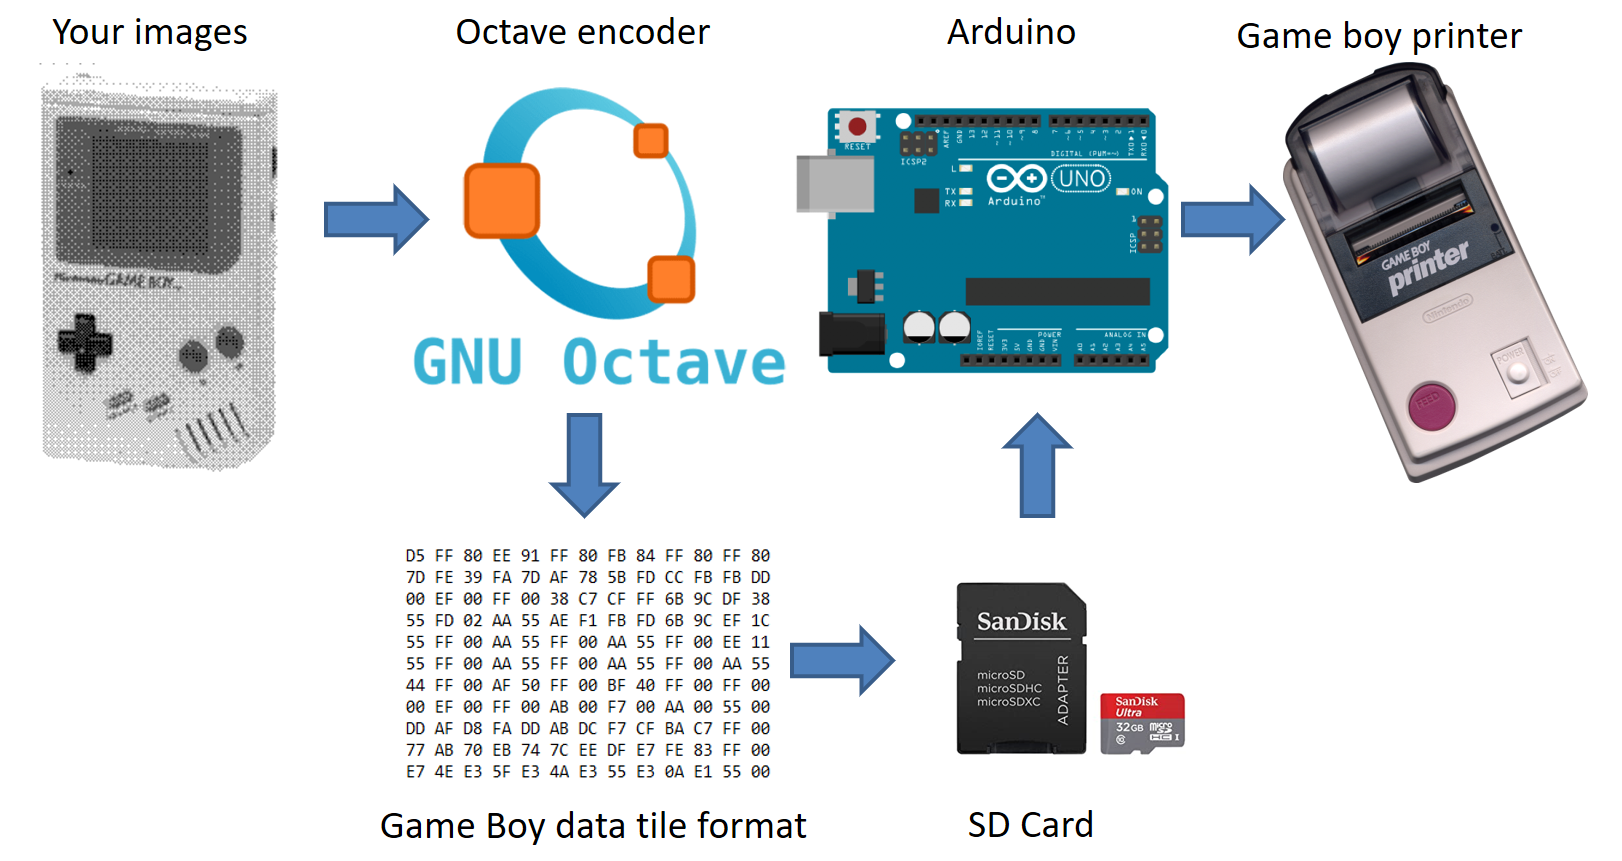 Your images
Octave encoder
Arduino
Game boy printer
GAME BOY
GNU Octave
RESET
ICSP2
AREF
GND
13
12
~11
~10
~9
8
7
~6
~5
4
~3
2
TX0 1
RX0 0
DIGITAL (PWM=~)
L
TX
RX
UNO
ON
Arduino™
1
ICSP
IOREF
RESET
3V3
5V
GND
GND
VIN
POWER
ANALOG IN
A0
A1
A2
A3
A4
A5
GAME BOY
printer
Nintendo
POWER
FEED
D5 FF 80 EE 91 FF 80 FB 84 FF 80 FF 80
7D FE 39 FA 7D AF 78 5B FD CC FB FB DD
00 EF 00 FF 00 38 C7 CF FF 6B 9C DF 38
55 FD 02 AA 55 AE F1 FB FD 6B 9C EF 1C
55 FF 00 AA 55 FF 00 AA 55 FF 00 EE 11
55 FF 00 AA 55 FF 00 AA 55 FF 00 AA 55
44 FF 00 AF 50 FF 00 BF 40 FF 00 FF 00
00 EF 00 FF 00 AB 00 F7 00 AA 00 55 00
DD AF D8 FA DD AB DC F7 CF BA C7 FF 00
77 AB 70 EB 74 7C EE DF E7 FE 83 FF 00
E7 4E E3 5F E3 4A E3 55 E3 0A E1 55 00
SanDisk
microSD
microSDHC
microSDXC
ADAPTER
SanDisk
Ultra
32GB
micro
HC I
Game Boy data tile format
SD Card